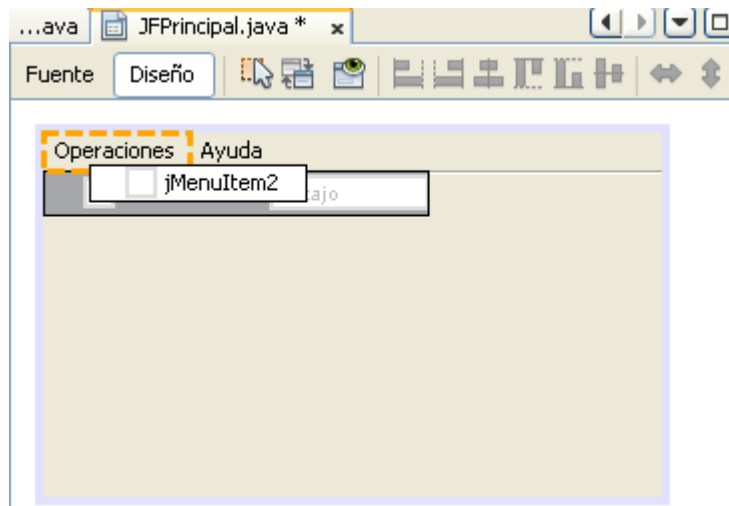 ...ava JFPrincipal.java * x
Fuente Diseño
Operaciones Ayuda
jMenuItem2